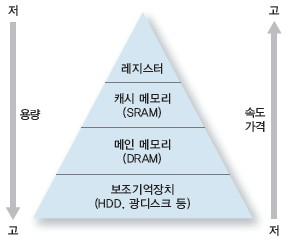 저
고
레지스터
캐시 메모리
(SRAM)
용량
속도
가격
메인 메모리
(DRAM)
보조기억장치
(HDD, 광디스크 등)
고
저